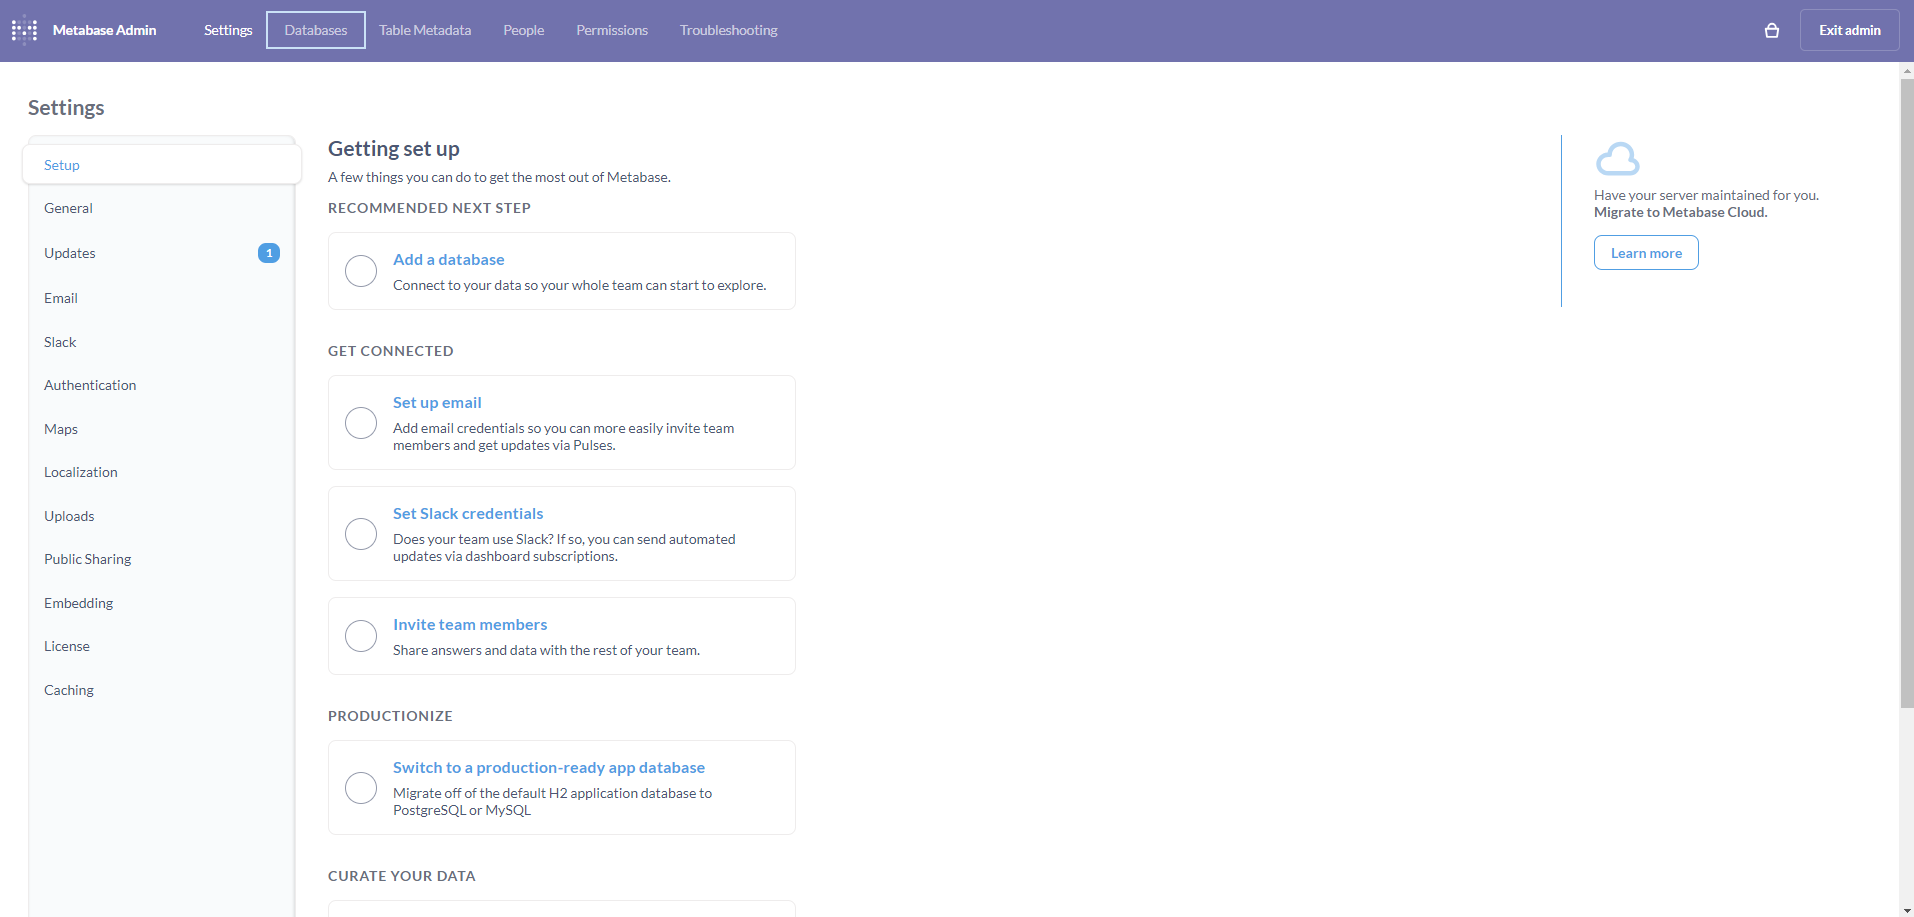 Metabase Admin
Settings
Databases
Table Metadata
People
Permissions
Troubleshooting
Exit admin
Settings
Setup
General
Updates
1
Email
Slack
Authentication
Maps
Localization
Uploads
Public Sharing
Embedding
License
Caching
Getting set up
A few things you can do to get the most out of Metabase.
RECOMMENDED NEXT STEP
Add a database
Connect to your data so your whole team can start to explore.
GET CONNECTED
Set up email
Add email credentials so you can more easily invite team
members and get updates via Pulses.
Set Slack credentials
Does your team use Slack? If so, you can send automated
updates via dashboard subscriptions.
Invite team members
Share answers and data with the rest of your team.
PRODUCTIONIZE
Switch to a production-ready app database
Migrate off of the default H2 application database to
PostgreSQL or MySQL
CURATE YOUR DATA
Have your server maintained for you.
Migrate to Metabase Cloud.
Learn more